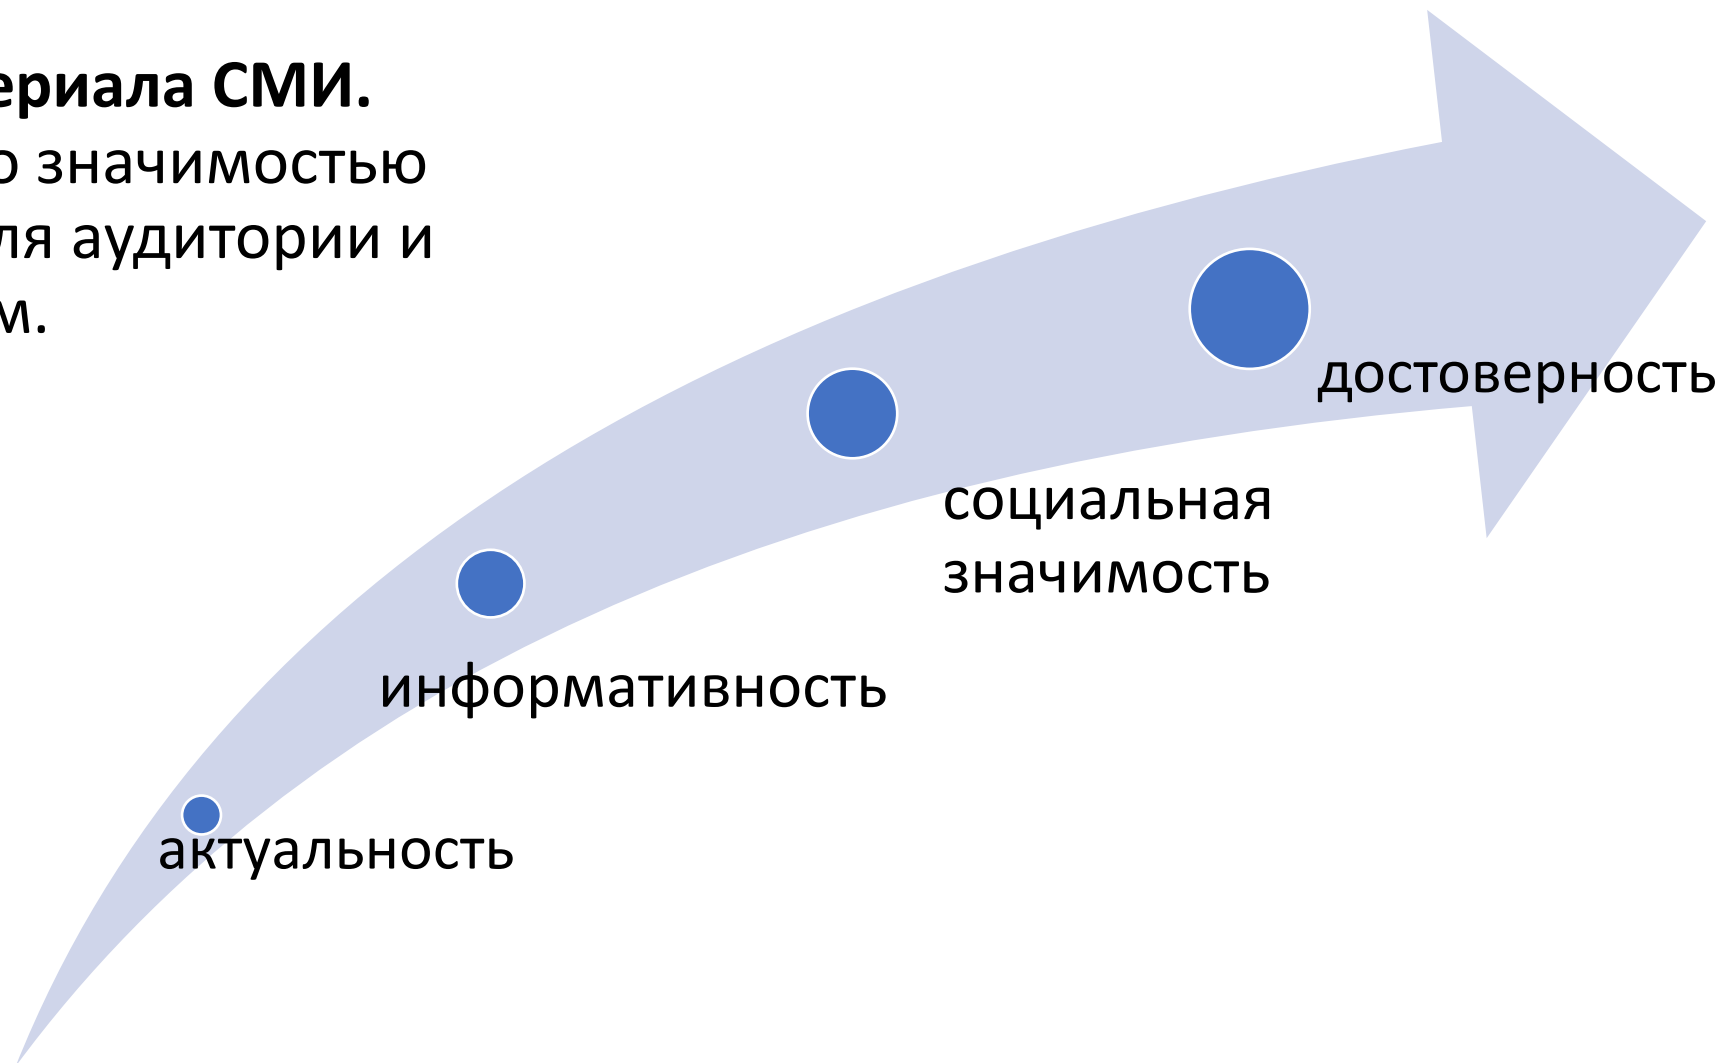 ериала СМИ.
о значимостью
ля аудитории и
м.
достоверность
социальная
значимость
информативность
актуальность